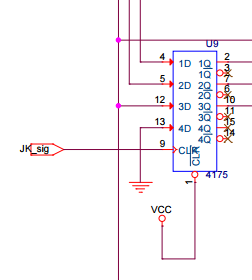 U9
4 1D 1Q 2
1Q 3
5 2D 2Q 7
2Q 6
12 3D 3Q 10
3Q 11
13 4D 4Q 15
4Q 14
JK_sig 9 CLK
CLR
1 4175
VCC